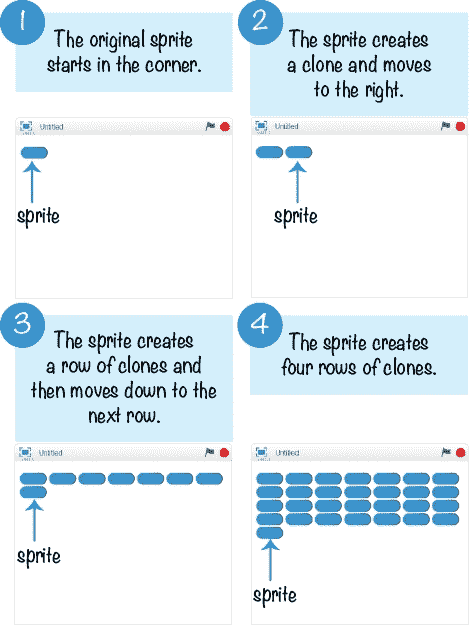 1
The original sprite
starts in the corner.
Untitled
sprite
2
The sprite creates
a clone and moves
to the right.
Untitled
sprite
3
The sprite creates
a row of clones and
then moves down to the
next row.
Untitled
sprite
4
The sprite creates
four rows of clones.
Untitled
sprite